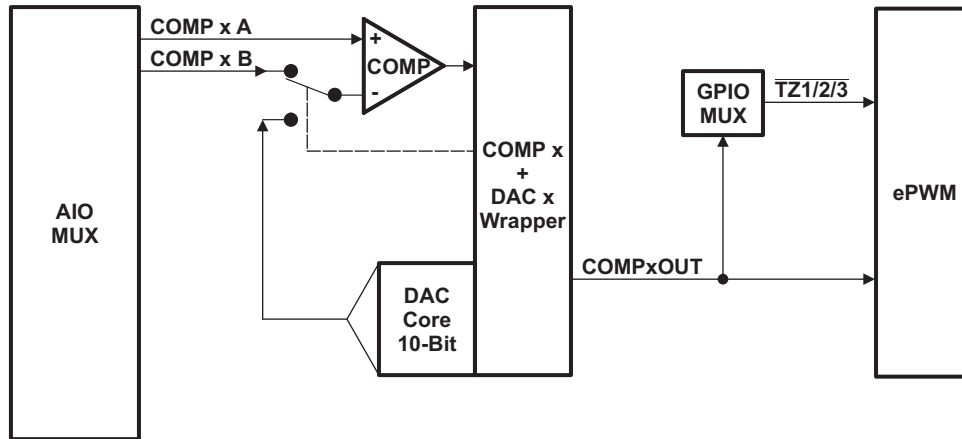 COMP x A
COMP x B
+
COMP
-
AIO
MUX
COMP x
+
DAC x
Wrapper
DAC
Core
10-Bit
COMPxOUT
GPIO
MUX
TZ1/2/3
ePWM